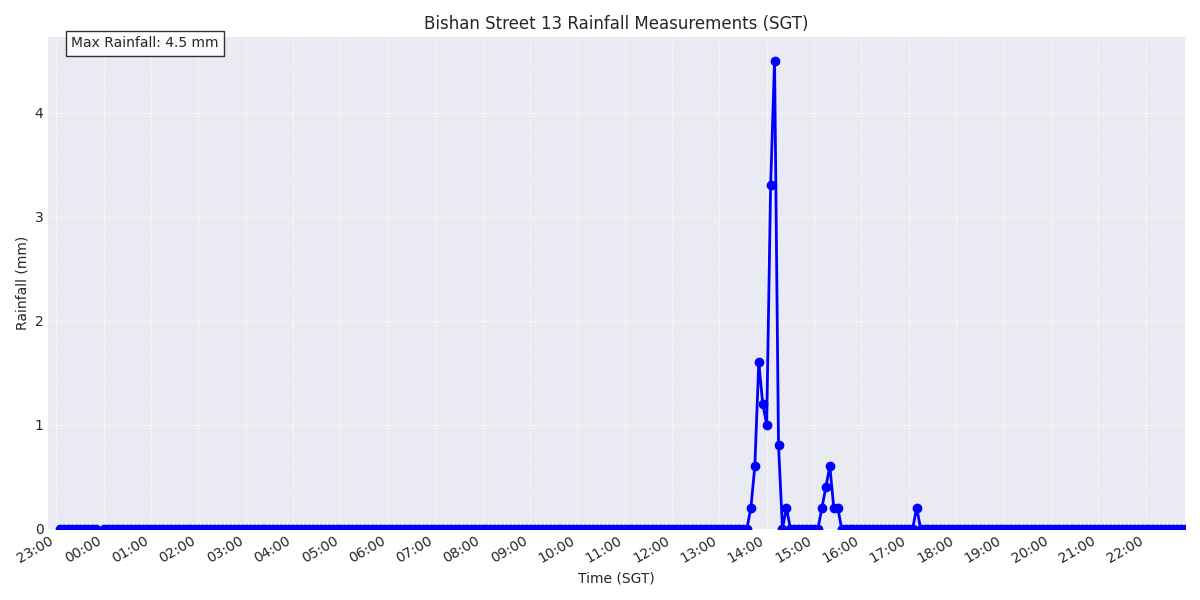 Bishan Street 13 Rainfall Measurements (SGT)
Max Rainfall: 4.5 mm
4
3
2
1
0
Rainfall (mm)
23:00 00:00 01:00 02:00 03:00 04:00 05:00 06:00 07:00 08:00 09:00 10:00 11:00 12:00 13:00 14:00 15:00 16:00 17:00 18:00 19:00 20:00 21:00 22:00
Time (SGT)